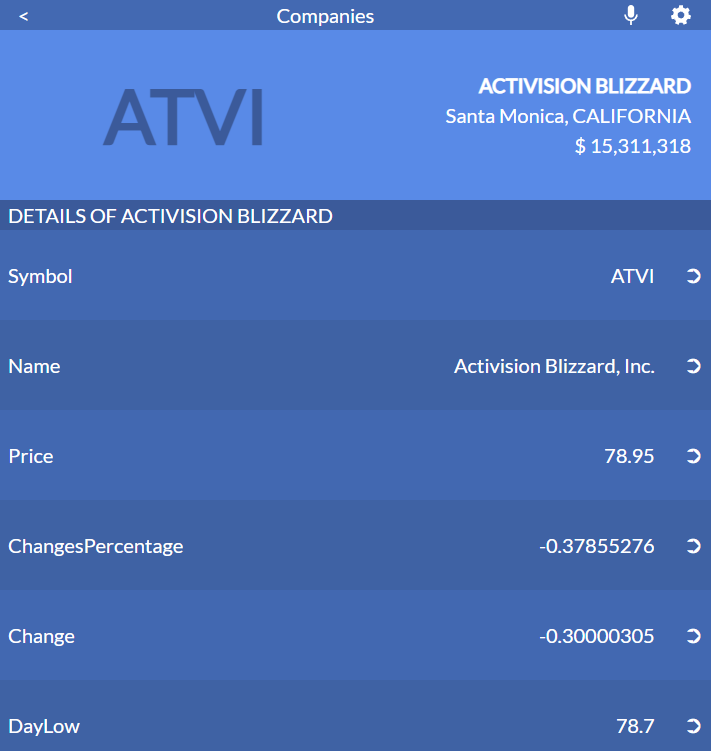 < Companies
ATVI
ACTIVISION BLIZZARD
Santa Monica, CALIFORNIA
$ 15,311,318
DETAILS OF ACTIVISION BLIZZARD
Symbol ATVI
Name Activision Blizzard, Inc.
Price 78.95
ChangesPercentage -0.37855276
Change -0.30000305
DayLow 78.7